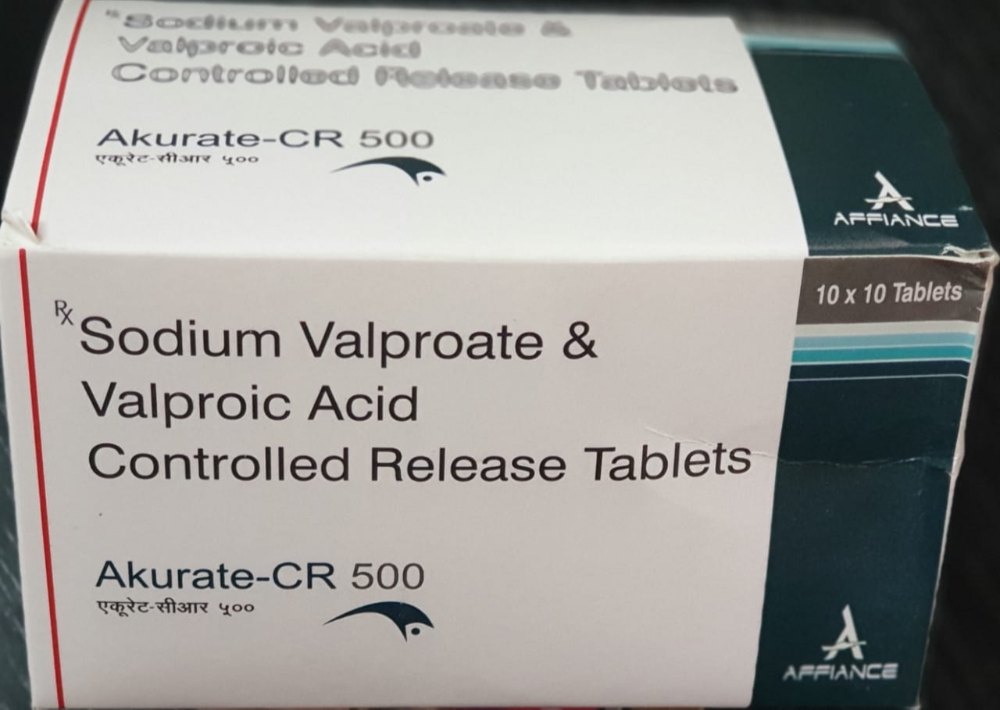 Rx Sodium Valproate &
Valproic Acid
Controlled Release Tablets
Akurate-CR 500
एकूरेट-सीआर ५००
AFFIANCE
10 x 10 Tablets
Rx Sodium Valproate &
Valproic Acid
Controlled Release Tablets
Akurate-CR 500
एकूरेट-सीआर ५००
AFFIANCE